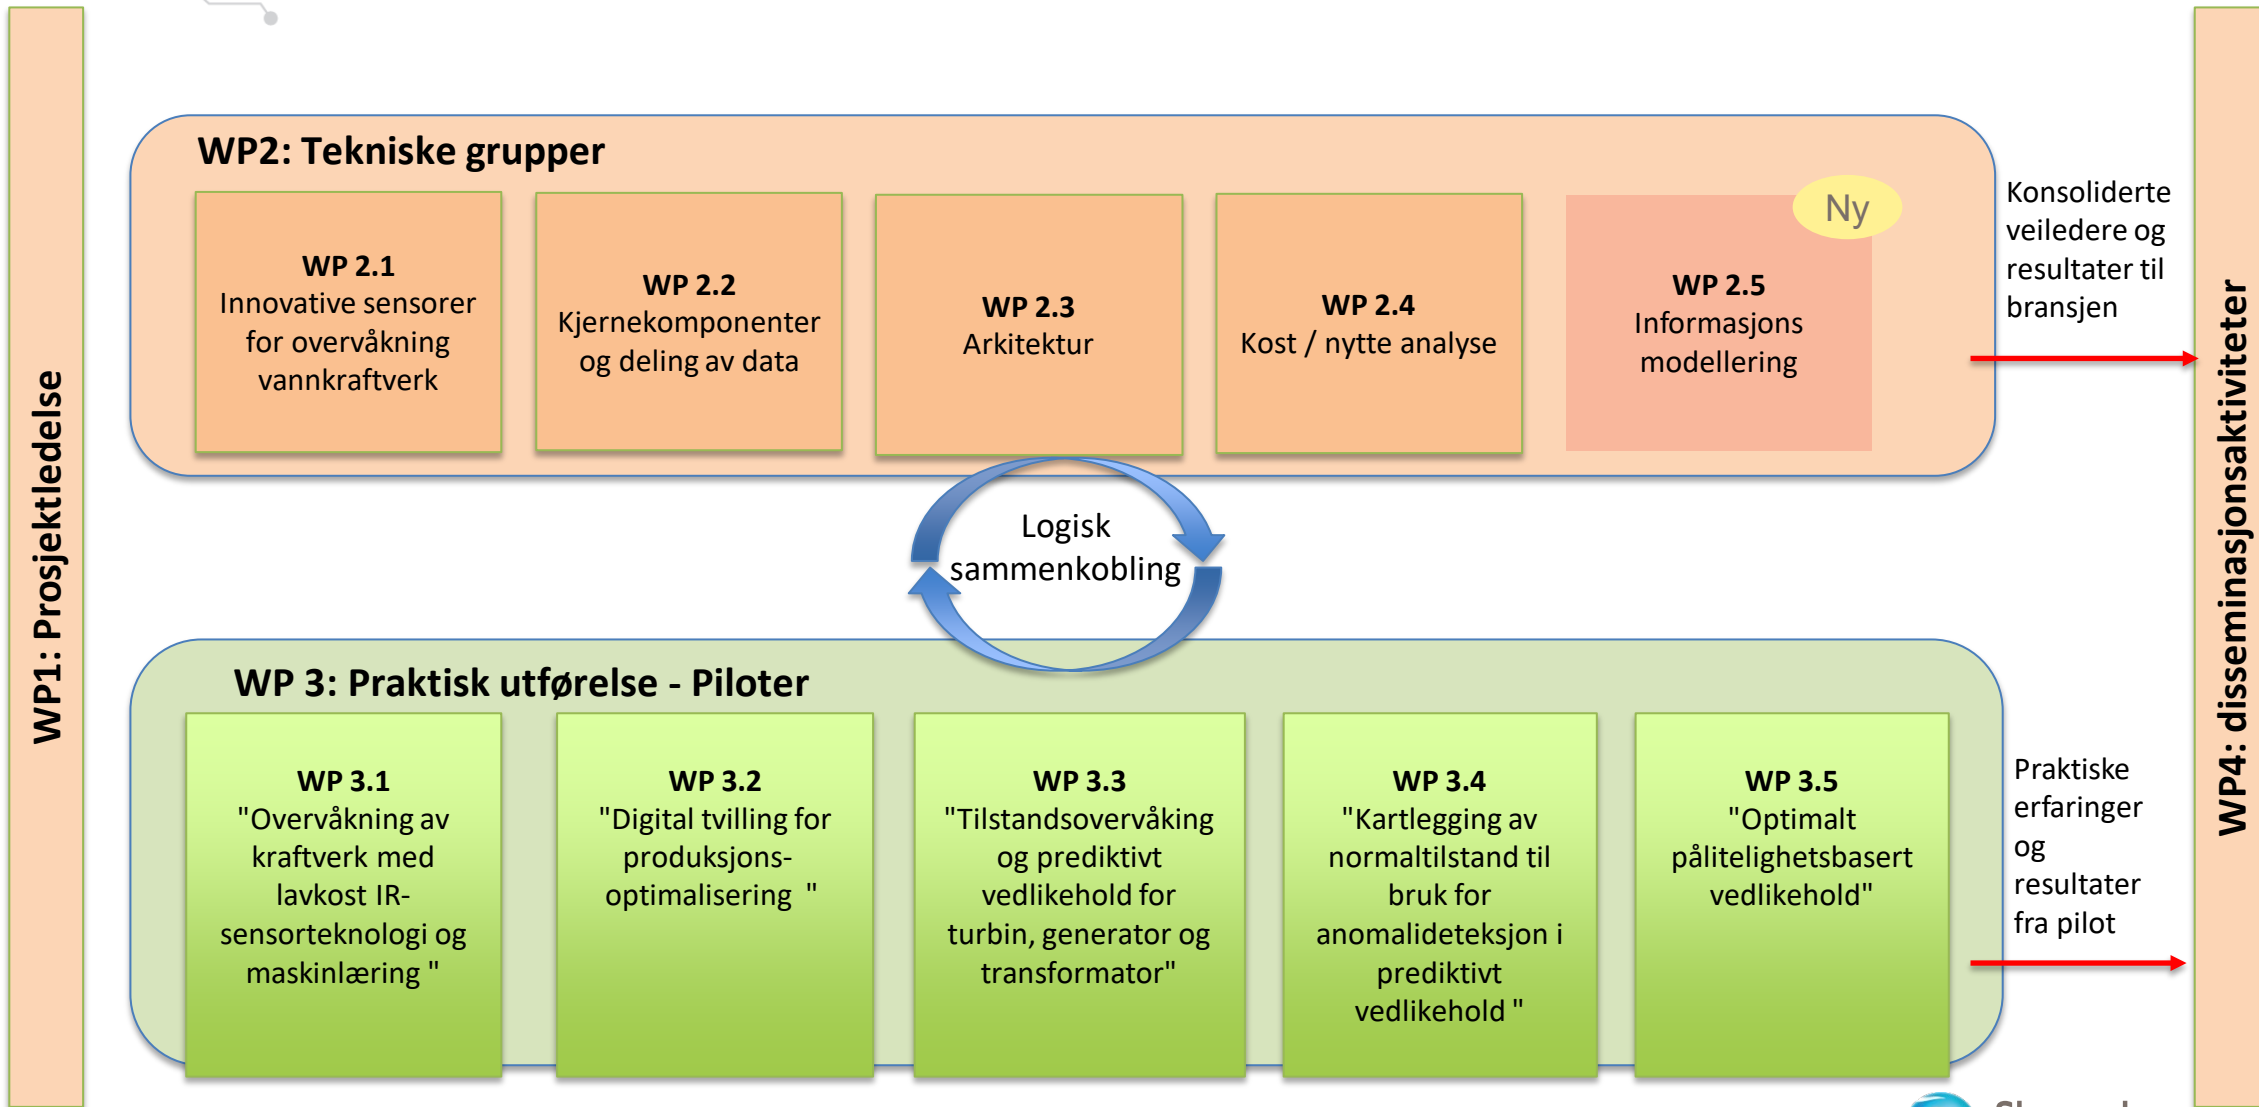 WP1: Prosjektledelse
WP2: Tekniske grupper
WP 2.1
Innovative sensorer
for overvåkning
vannkraftverk
WP 2.2
Kjernekomponenter
og deling av data
WP 2.3
Arkitektur
WP 2.4
Kost / nytte analyse
Ny
WP 2.5
Informasjons
modellering
Konsoliderte
veiledere og
resultater til
bransjen
Logisk
sammenkobling
WP 3: Praktisk utførelse - Piloter
WP 3.1
"Overvåkning av
kraftverk med
lavkost IR-
sensorteknologi og
maskinlæring "
WP 3.2
"Digital tvilling for
produksjons-
optimalisering "
WP 3.3
"Tilstandsovervåking
og prediktivt
vedlikehold for
turbin, generator og
transformator"
WP 3.4
"Kartlegging av
normaltilstand til
bruk for
anomalideteksjon i
prediktivt
vedlikehold "
WP 3.5
"Optimalt
pålitelighetsbasert
vedlikehold"
Praktiske
erfaringer
og
resultater
fra pilot
WP4: disseminasjonsaktiviteter